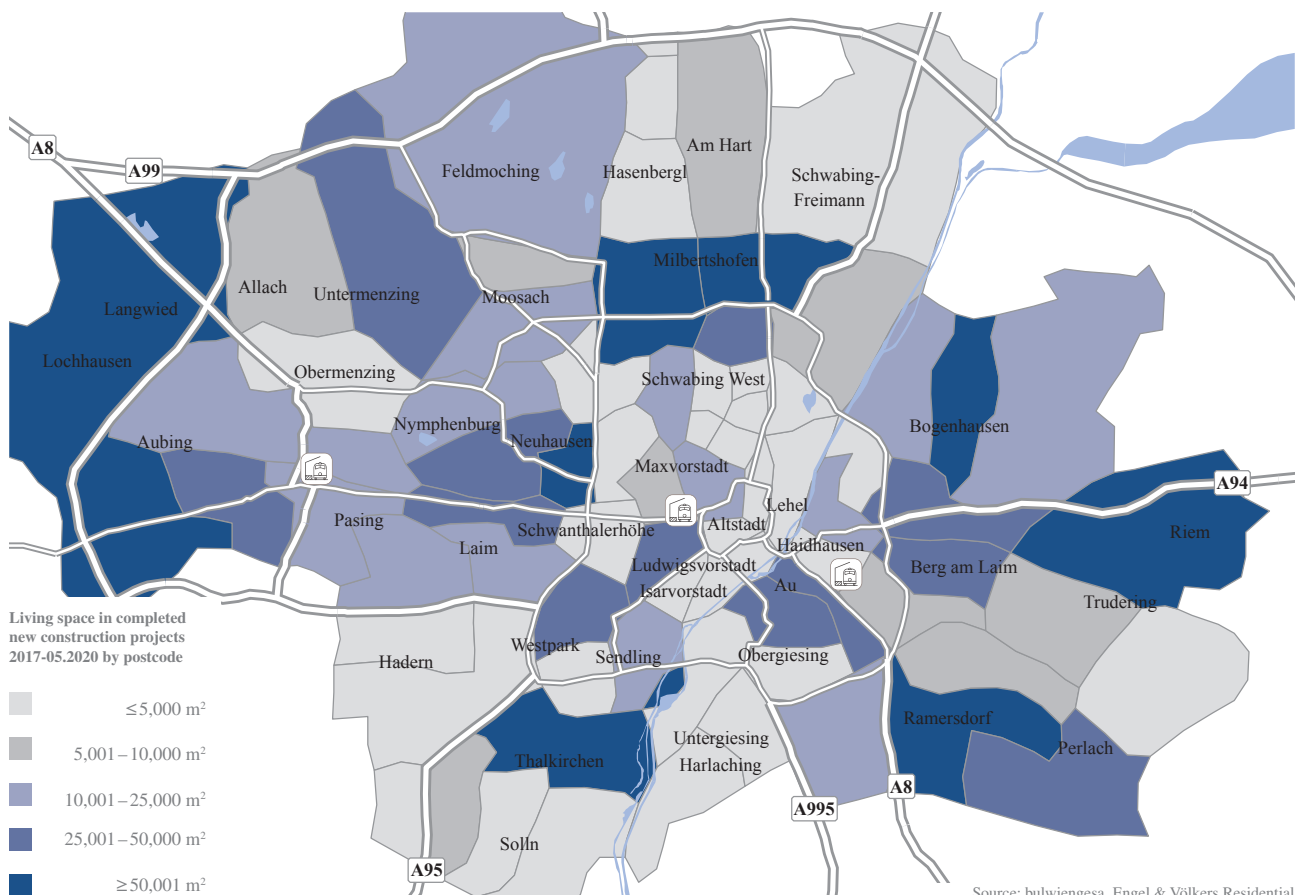 A8
A99
Feldmoching
Hasenbergl
Am Hart
Schwabing-
Freimann
Milbertshofen
Allach
Untermenzing
Moosach
Langwied
Lochhausen
Obermenzing
Schwabing West
Aubing
Nymphenburg
Neuhausen
Bogenhausen
Maxvorstadt
A94
Lehel
Pasing
Laim
Schwanthalerhöhe
Altstadt
Haidhausen
Riem
Ludwigsvorstadt
Isarvorstadt
Au
Berg am Laim
Trudering
Living space in completed
new construction projects
2017-05.2020 by postcode
Hadern
Westpark
Sendling
Obergiesing
≤5,000 m²
5,001–10,000 m²
10,001–25,000 m²
25,001–50,000 m²
≥50,001 m²
Ramersdorf
Perlach
Thalkirchen
Untergiesing
Harlaching
A8
A995
Solln
A95
Source: bulwiengesa, Engel & Völkers Residential